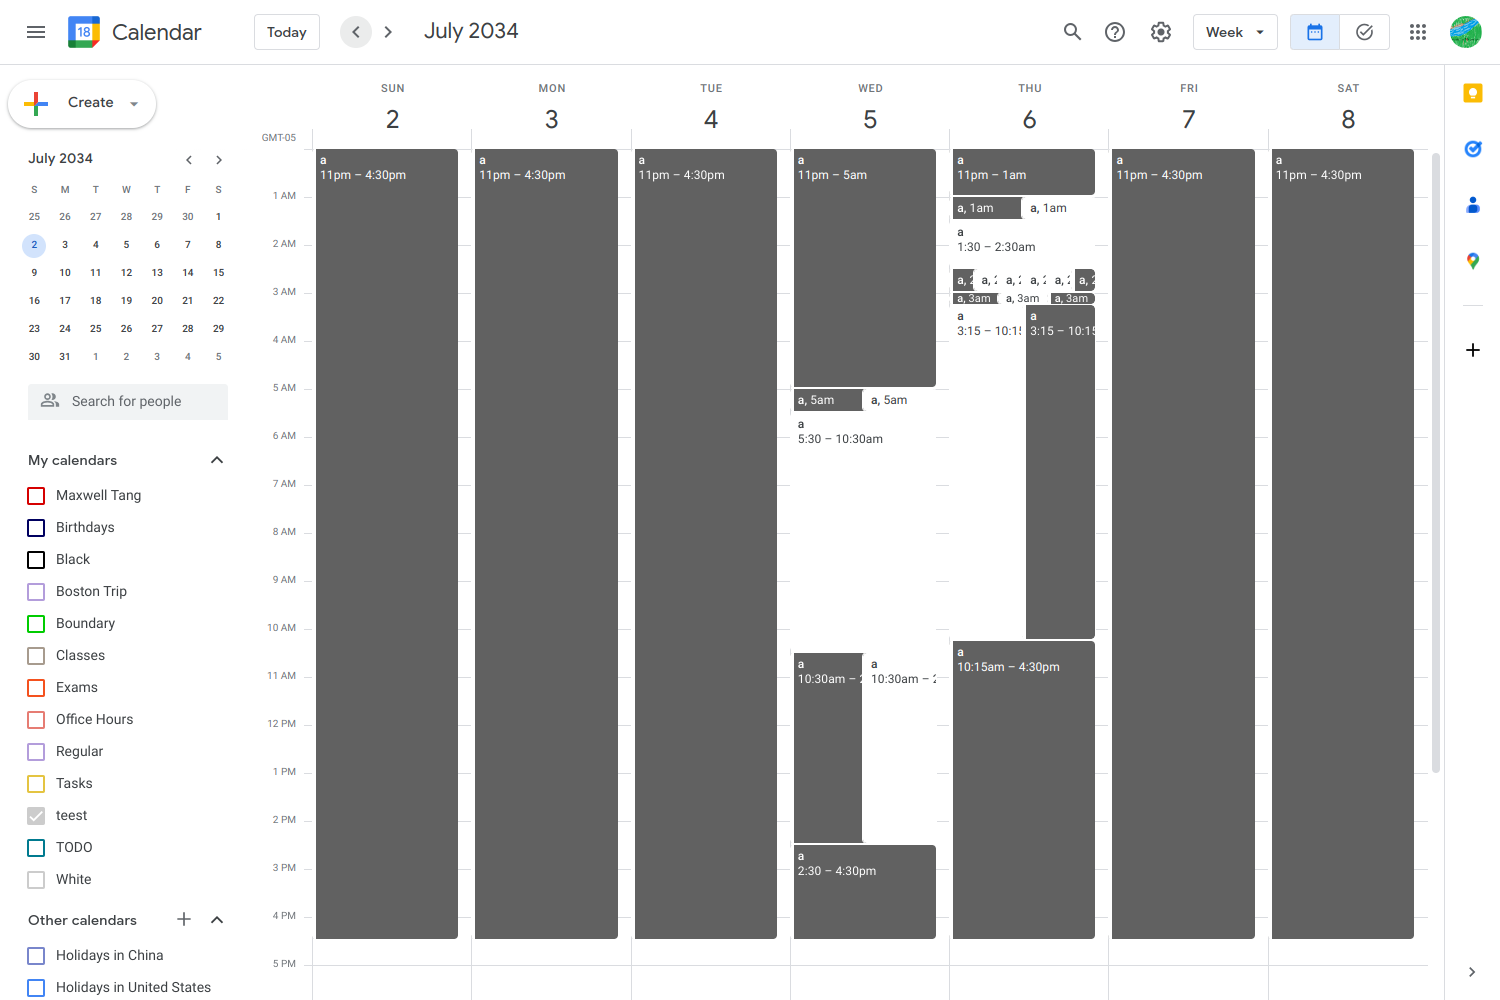 18 Calendar Today July 2034 Week
Create
SUN MON TUE WED THU FRI SAT
2 3 4 5 6 7 8
GMT-05
July 2034
S M T W T F S
25 26 27 28 29 30 1
2 3 4 5 6 7 8
9 10 11 12 13 14 15
16 17 18 19 20 21 22
23 24 25 26 27 28 29
30 31 1 2 3 4 5
Search for people
My calendars
Maxwell Tang
Birthdays
Black
Boston Trip
Boundary
Classes
Exams
Office Hours
Regular
Tasks
teest
TODO
White
Other calendars
Holidays in China
Holidays in United States
1 AM
2 AM
3 AM
4 AM
5 AM
6 AM
7 AM
8 AM
9 AM
10 AM
11 AM
12 PM
1 PM
2 PM
3 PM
4 PM
5 PM
a
11pm – 4:30pm
a
11pm – 4:30pm
a
11pm – 4:30pm
a
11pm – 5am
a, 5am
a, 5am
a
5:30 – 10:30am
a
10:30am –
a
10:30am –
a
2:30 – 4:30pm
a
11pm – 1am
a, 1am
a, 1am
a
1:30 – 2:30am
a,
a,
a,
a,
a,
a,
a, 3am
a, 3am
a, 3am
a
3:15 – 10:15
a
3:15 – 10:15
a
10:15am – 4:30pm
a
11pm – 4:30pm
a
11pm – 4:30pm